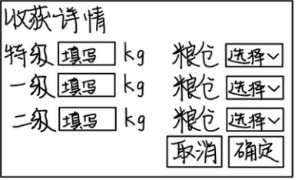 收获详情
特级 填写 kg 粮仓 选择
一级 填写 kg 粮仓 选择
二级 填写 kg 粮仓 选择
取消 确定